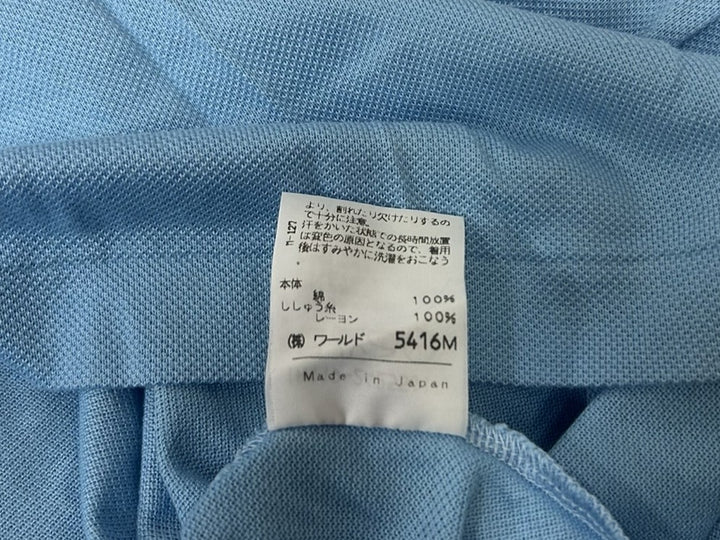 より、割れたり欠けたりするの
で十分に注意。
汗をかいた状態での長時間放置
は変色の原因となるので、着用
後はすみやかに洗濯をおこなう
。
n-127
本体
綿 100%
ししゅう糸
レーヨン 100%
(株) ワールド 5416M
Made in Japan